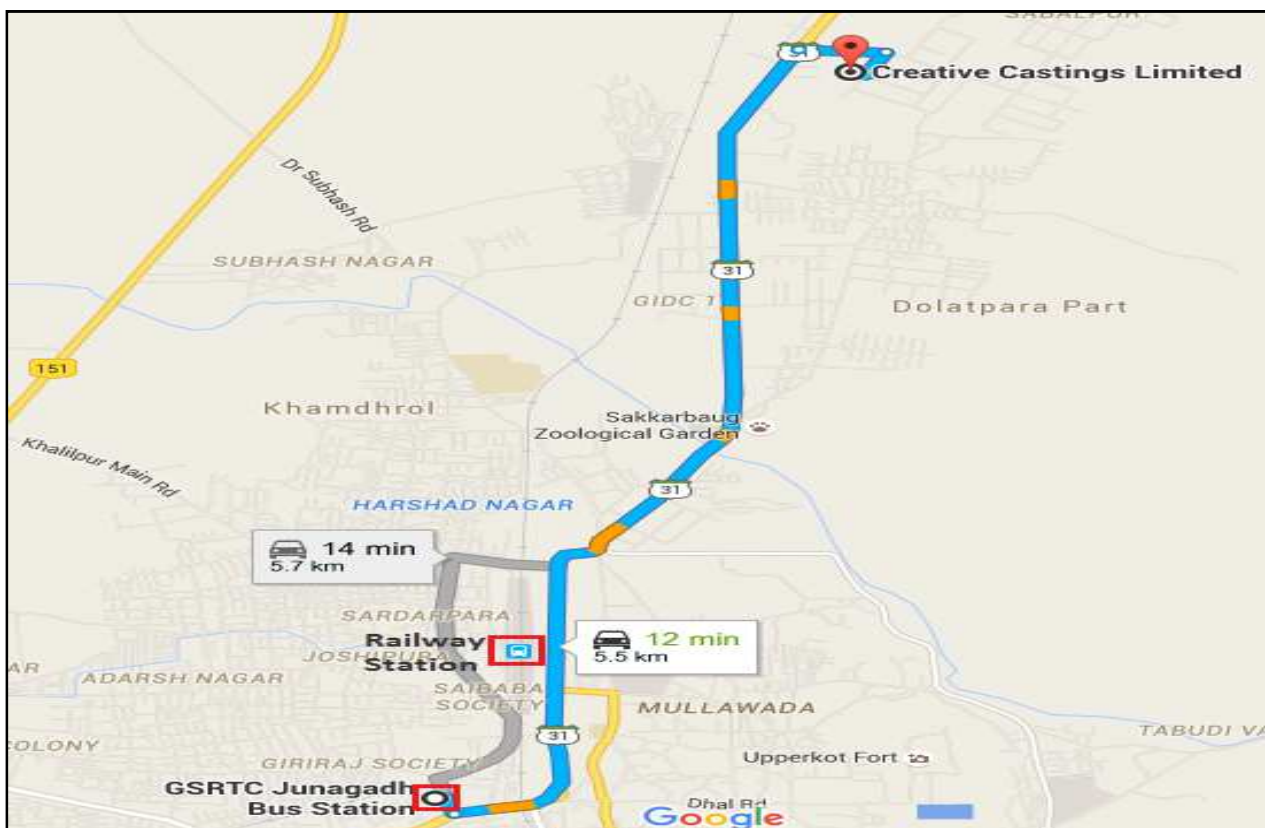 SABALPUR
31
Creative Castings Limited
Dr Subhash Rd
SUBHASH NAGAR
31
GIDC 1
Dolatpara Part
151
Khamdhrol
Sakkarbaug
Zoological Garden
Khalilpur Main Rd
31
HARSHAD NAGAR
14 min
5.7 km
SARDARPARA
Railway
Station
12 min
5.5 km
JOSHIPURA
AR
ADARSH NAGAR
SAIBABA
SOCIETY
MULLAWADA
31
TABUDI VA
COLONY
GIRIRAJ SOCIETY
Upperkot Fort
GSRTC Junagadh
Bus Station
Dhal Rd
Google